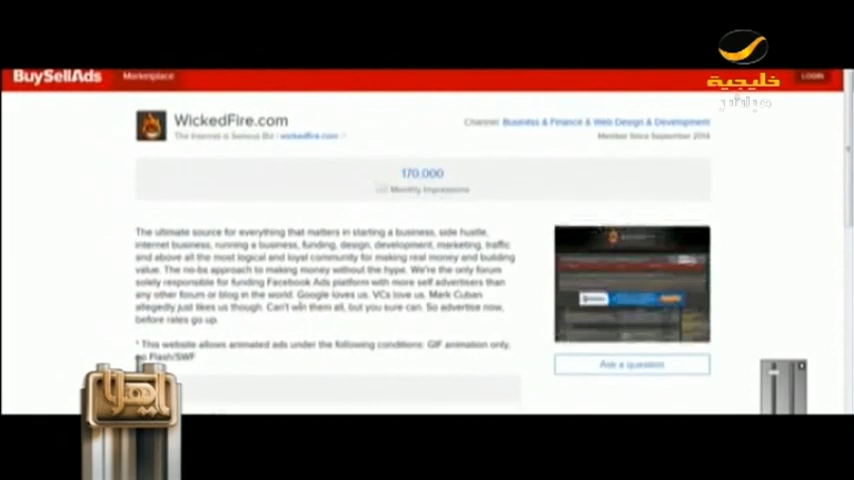 BuySellAds
Marketplace
LOGIN
خليجية
مباشر
WickedFire.com
The Internet is Serious Biz | wickedfire.com
Channel: Business & Finance & Web Design & Development
Member Since September 2014
170,000
Monthly Impressions
The ultimate source for everything that matters in starting a business, side hustle,
internet business, running a business, funding, design, development, marketing, traffic
and above all the most logical and loyal community for making real money and building
value. The no-bs approach to making money without the hype. We're the only forum
solely responsible for funding Facebook Ads platform with more self advertisers than
any other forum or blog in the world. Google loves us. VCs love us. Mark Cuban
allegedly just likes us though. Can't win them all, but you sure can. So advertise now,
before rates go up.
* This website allows animated ads under the following conditions: GIF animation only,
no Flash/SWF
Ask a question